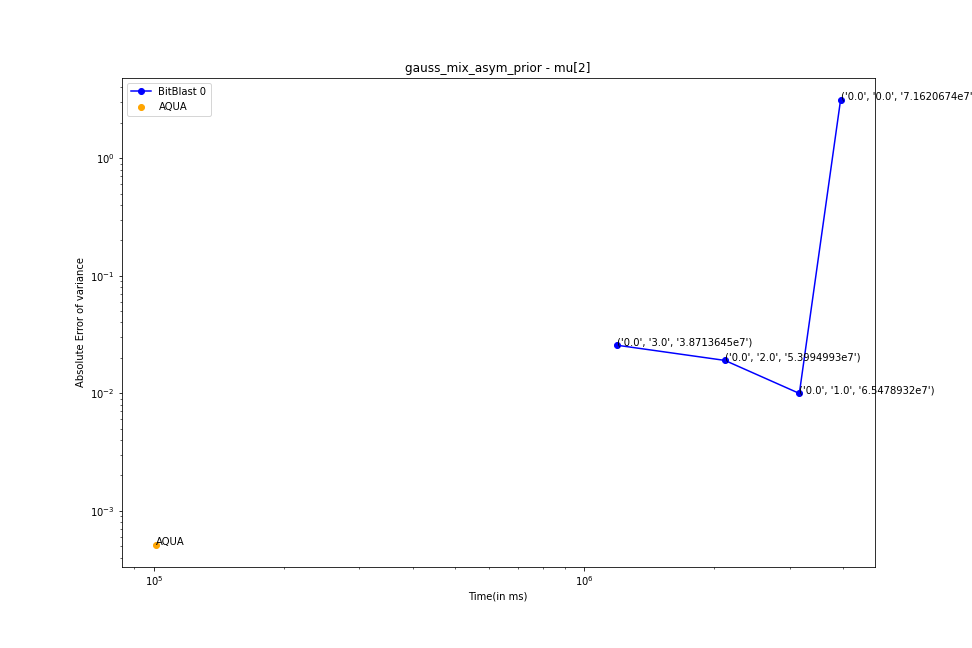 gauss_mix_asym_prior - mu[2]
BitBlast 0
AQUA
('0.0', '0.0', '7.1620674e7'
10⁰
10⁻¹
Absolute Error of variance
('0.0', '3.0', '3.8713645e7')
('0.0', '2.0', '5.3994993e7')
10⁻²
('0.0', '1.0', '6.5478932e7')
10⁻³
AQUA
10⁵
10⁶
Time(in ms)